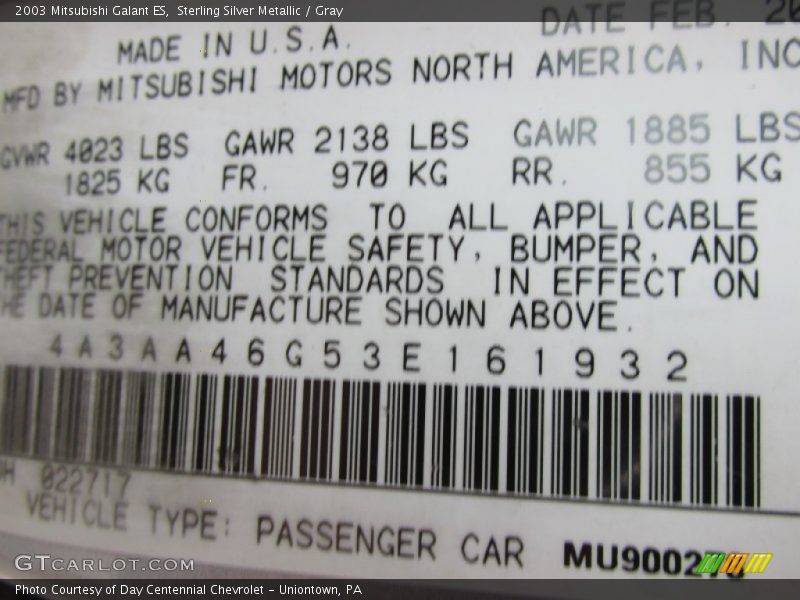 2003 Mitsubishi Galant ES, Sterling Silver Metallic / Gray
DATE FEB. 20
MADE IN U.S.A.
MFD BY MITSUBISHI MOTORS NORTH AMERICA, INC
GVWR 4023 LBS GAWR 2138 LBS GAWR 1885 LBS
1825 KG FR. 970 KG RR. 855 KG
THIS VEHICLE CONFORMS TO ALL APPLICABLE
FEDERAL MOTOR VEHICLE SAFETY, BUMPER, AND
THEFT PREVENTION STANDARDS IN EFFECT ON
THE DATE OF MANUFACTURE SHOWN ABOVE.
4A3AA46G53E161932
022717
VEHICLE TYPE: PASSENGER CAR MU9002
GTCARLOT.COM
Photo Courtesy of Day Centennial Chevrolet - Uniontown, PA